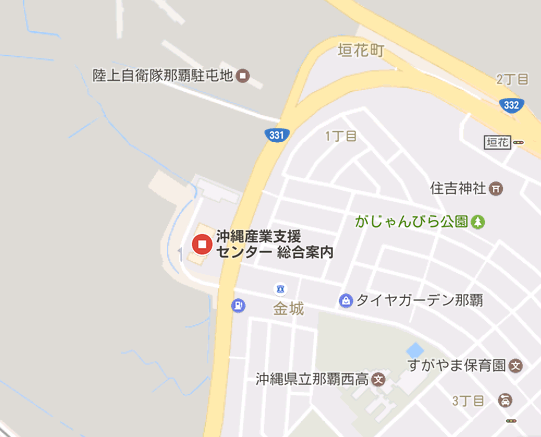 垣花町
陸上自衛隊那覇駐屯地
2丁目
332
331
1丁目
垣花
住吉神社
がじゃんびら公園
沖縄産業支援
センター 総合案内
1
金城
タイヤガーデン那覇
すがやま保育園
沖縄県立那覇西高
3丁目